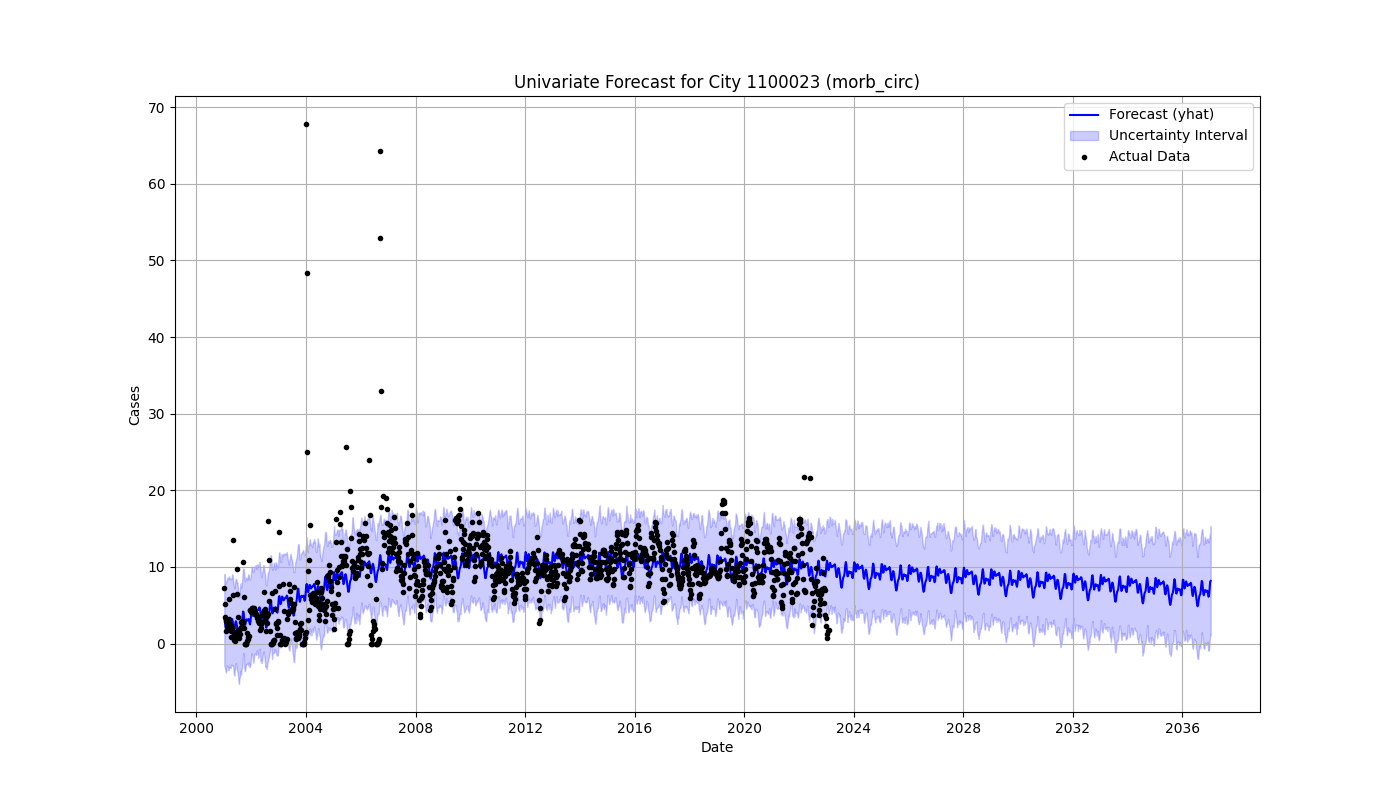 Univariate Forecast for City 1100023 (morb_circ)
Forecast (yhat)
Uncertainty Interval
Actual Data
Cases
70
60
50
40
30
20
10
0
2000 2004 2008 2012 2016 2020 2024 2028 2032 2036
Date